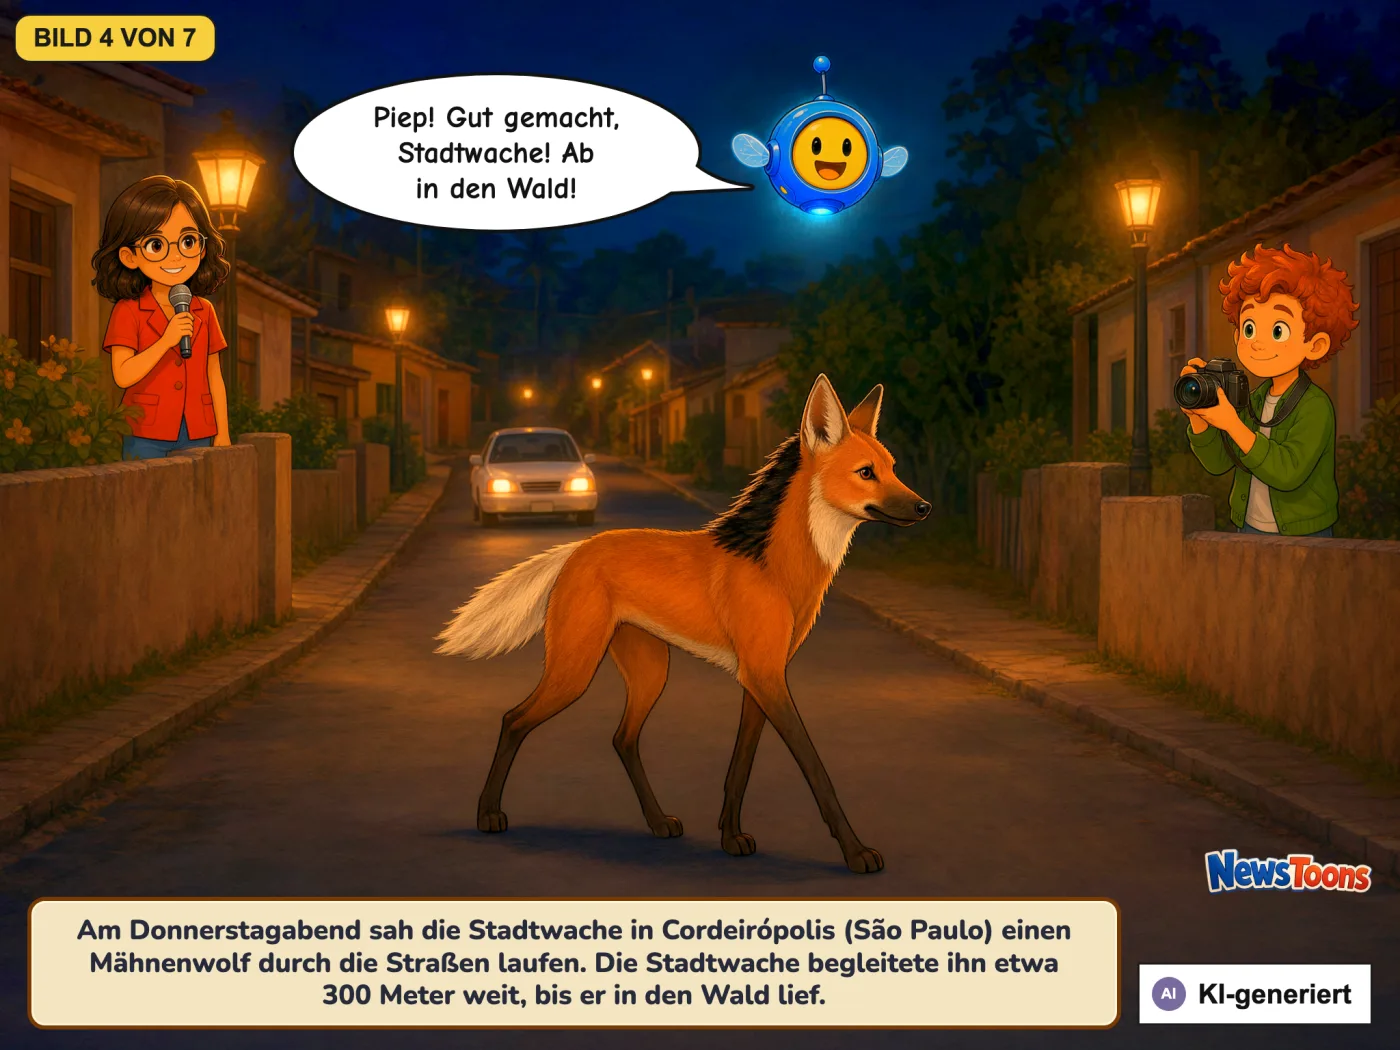 BILD 4 VON 7
Piep! Gut gemacht,
Stadtwache! Ab
in den Wald!
NewsToons
Am Donnerstagabend sah die Stadtwache in Cordeirópolis (São Paulo) einen
Mähnenwolf durch die Straßen laufen. Die Stadtwache begleitete ihn etwa
300 Meter weit, bis er in den Wald lief.
AI KI-generiert